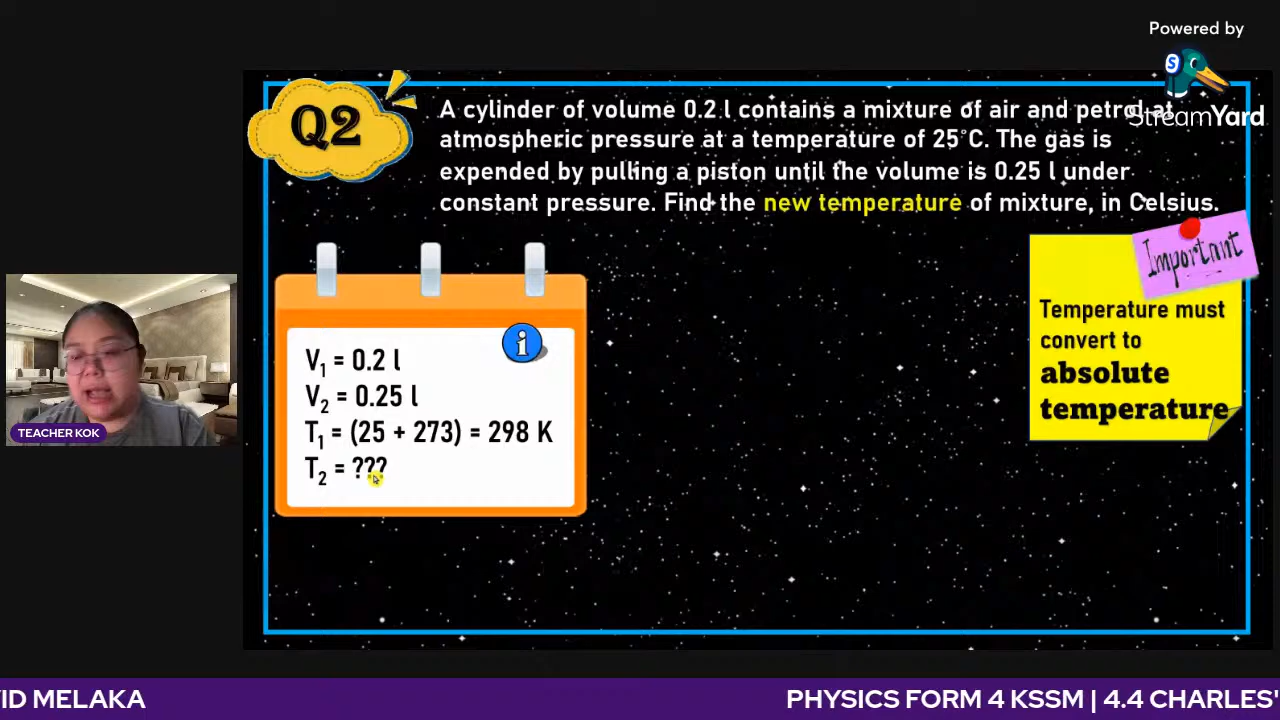 Powered by
StreamYard
Q2
A cylinder of volume 0.2 l contains a mixture of air and petrol at
atmospheric pressure at a temperature of 25°C. The gas is
expended by pulling a piston until the volume is 0.25 l under
constant pressure. Find the new temperature of mixture, in Celsius.
Important
Temperature must
convert to
absolute
temperature
i
V₁ = 0.2 l
V₂ = 0.25 l
T₁ = (25 + 273) = 298 K
T₂ = ???
TEACHER KOK
VID MELAKA
PHYSICS FORM 4 KSSM | 4.4 CHARLES'